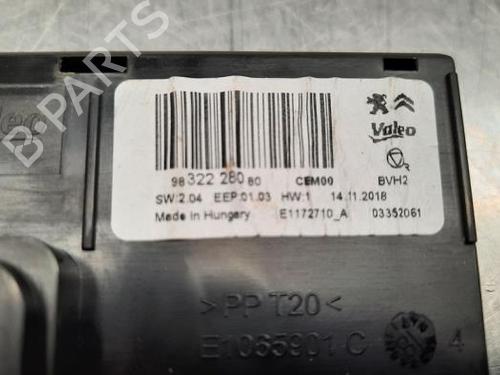 B-PARTS
Valeo
98 322 280 80 CEM00 BVH2
SW:2.04 EEP:01.03 HW:1 14.11.2018
Made in Hungary E1172710_A 03352061
>PP T20<
E1065901 C 4